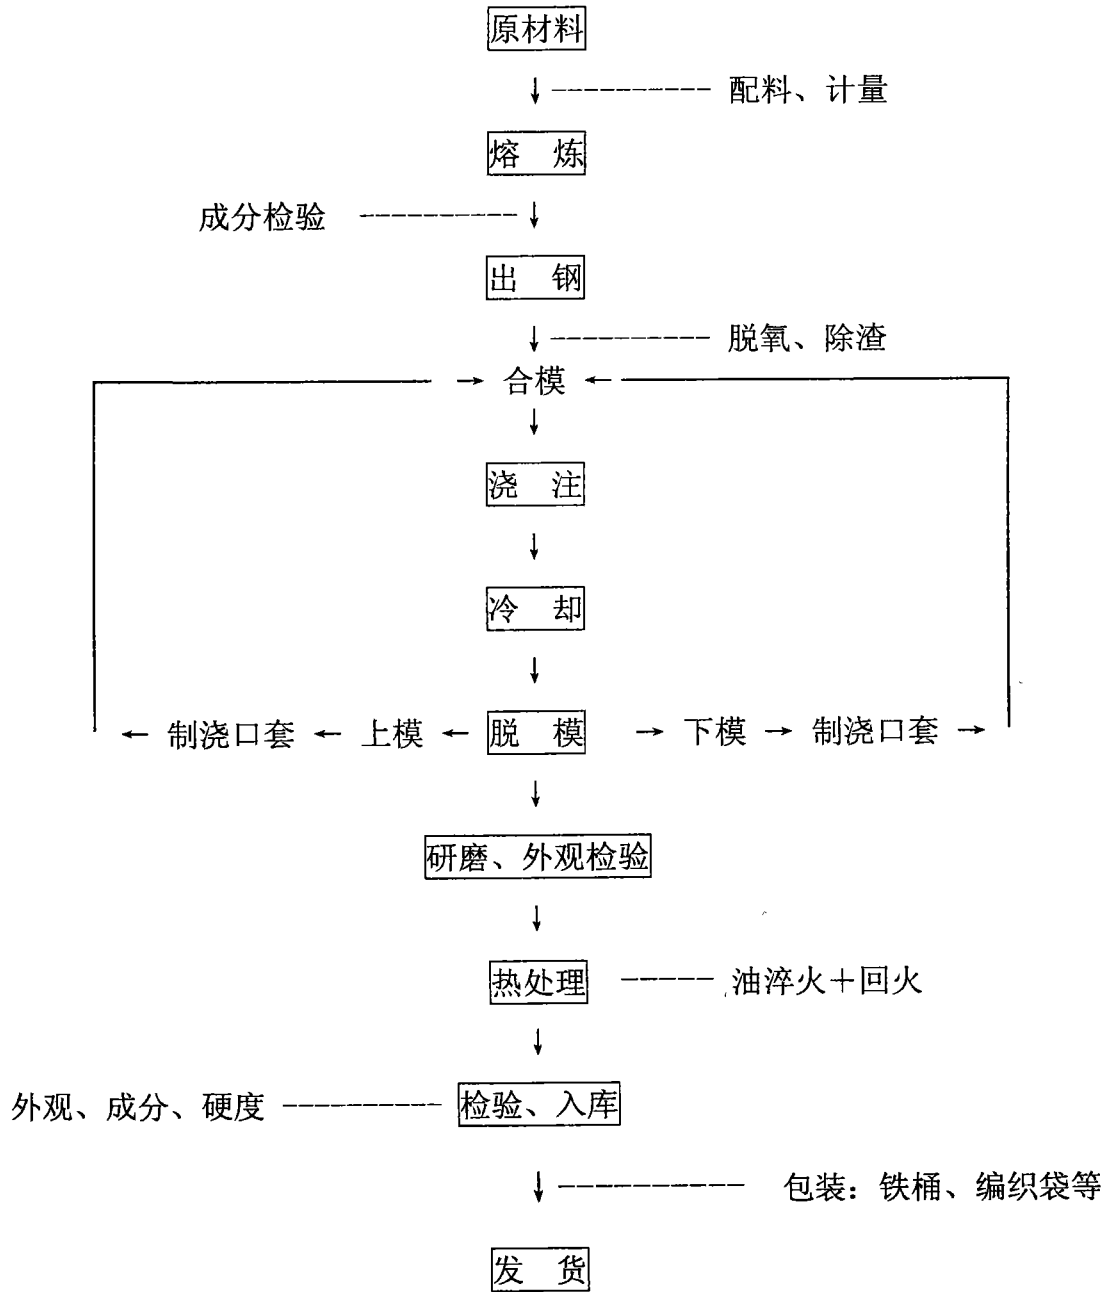 原材料
配料、计量
熔 炼
成分检验
出 钢
脱氧、除渣
合模
浇 注
冷 却
制浇口套 上模 脱 模 下模 制浇口套
研磨、外观检验
热处理 油淬火+回火
外观、成分、硬度 检验、入库
包装:铁桶、编织袋等
发 货